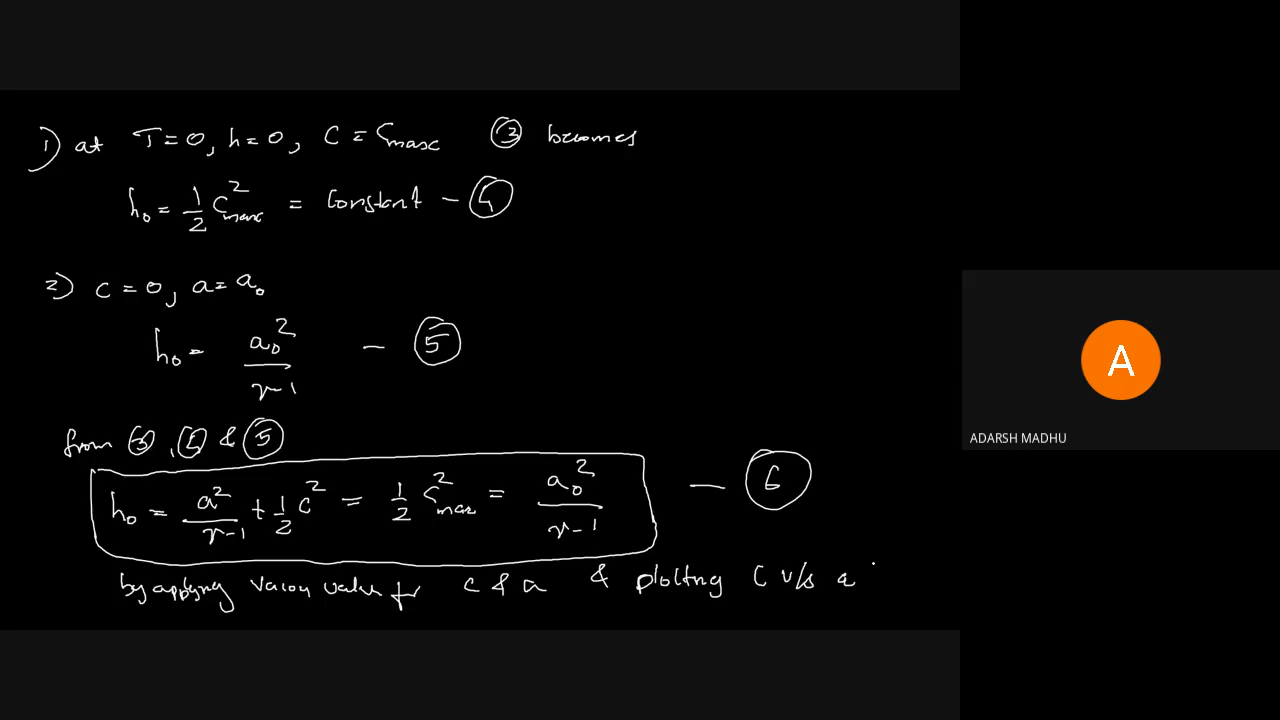 1) at T=0, h=0, C = Cmax ③ becomes
h₀ = 1/2 C²max = Constant — ④
2) c = 0, a = a₀
h₀ = a₀²/γ-1 — ⑤
from ③, ④ & ⑤
h₀ = a²/γ-1 + 1/2 C² = 1/2 C²max = a₀²/γ-1 — ⑥
by applying value for c & a & plotting C v/s a
A
ADARSH MADHU